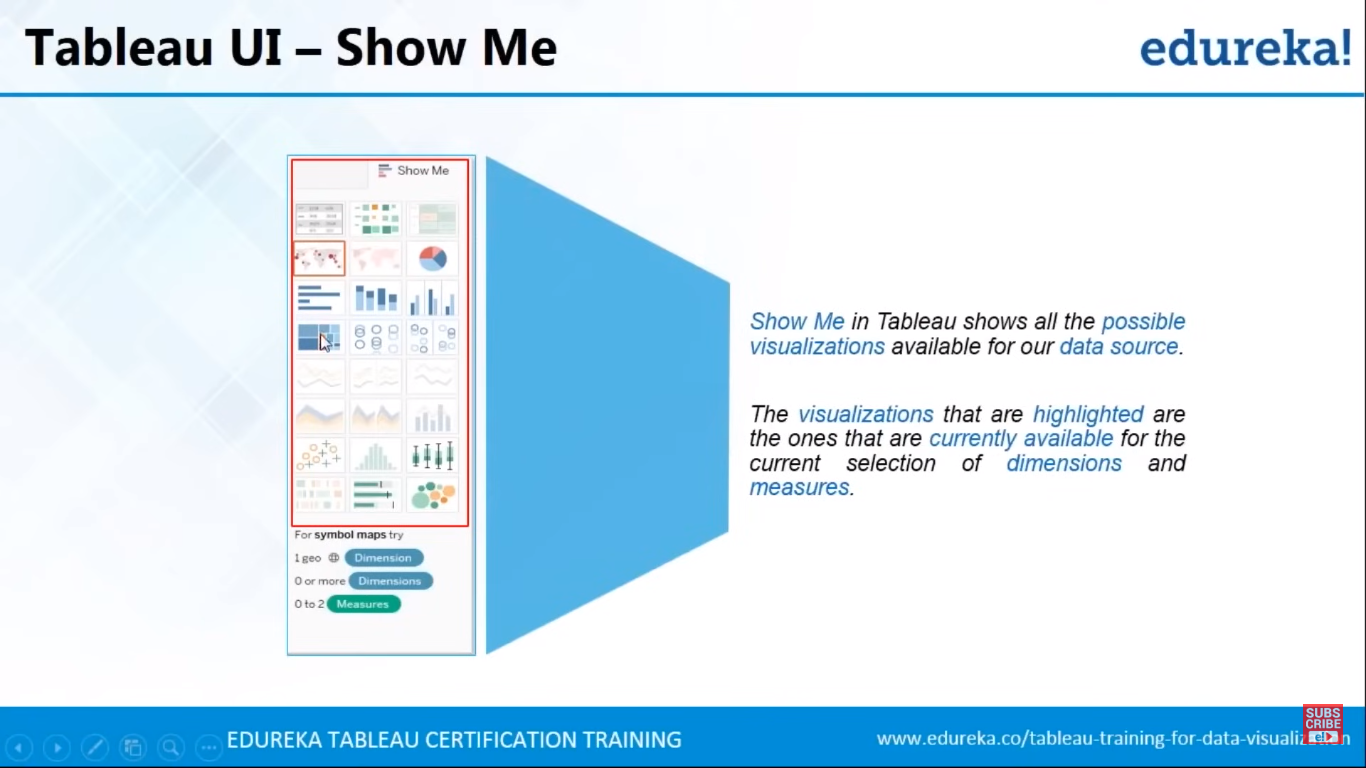 Tableau UI – Show Me
edureka!
Show Me
Show Me in Tableau shows all the possible
visualizations available for our data source.
The visualizations that are highlighted are
the ones that are currently available for the
current selection of dimensions and
measures.
For symbol maps try
1 geo Dimension
0 or more Dimensions
0 to 2 Measures
EDUREKA TABLEAU CERTIFICATION TRAINING
www.edureka.co/tableau-training-for-data-visualiz
n
SUBS
CRIBE
e!